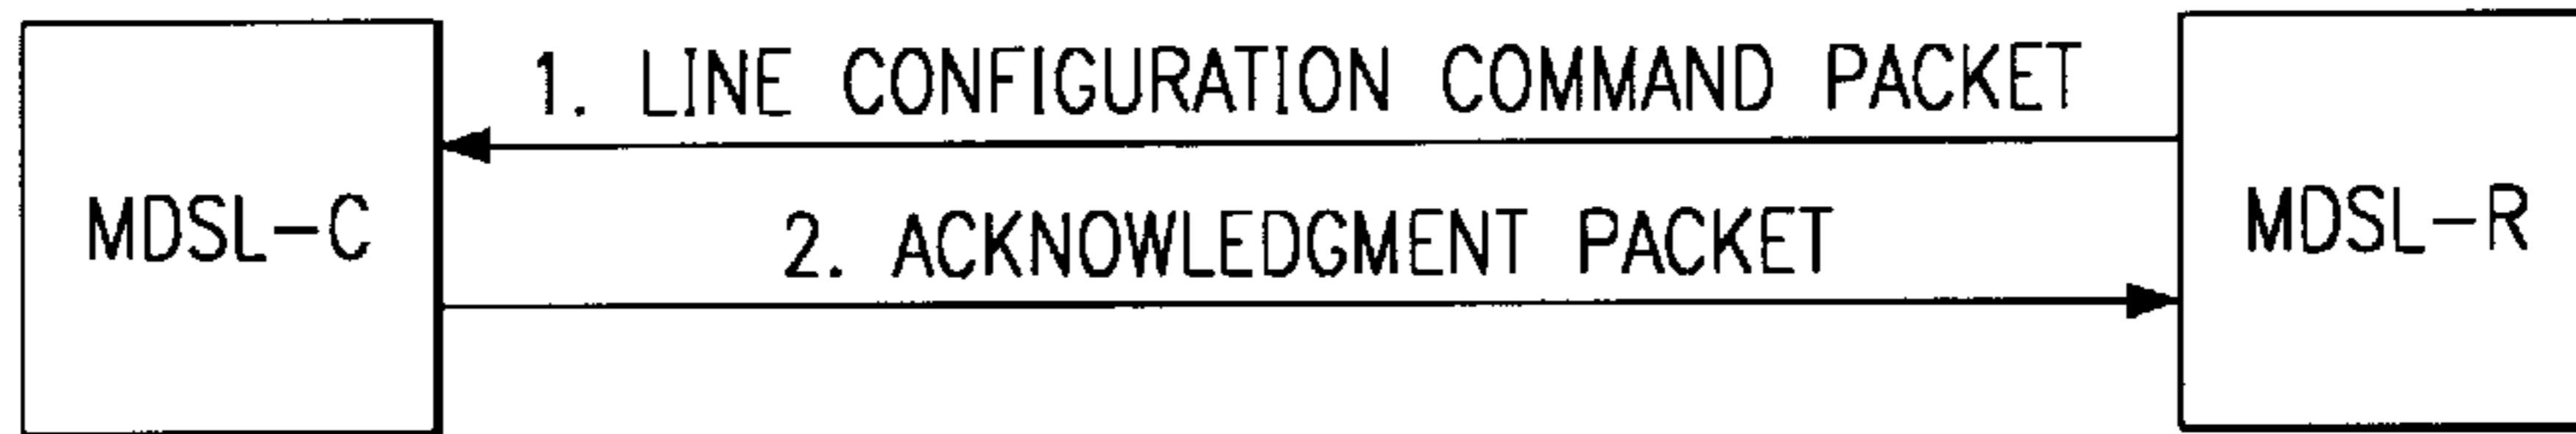 1. LINE CONFIGURATION COMMAND PACKET
MDSL-C
MDSL-R
2. ACKNOWLEDGMENT PACKET